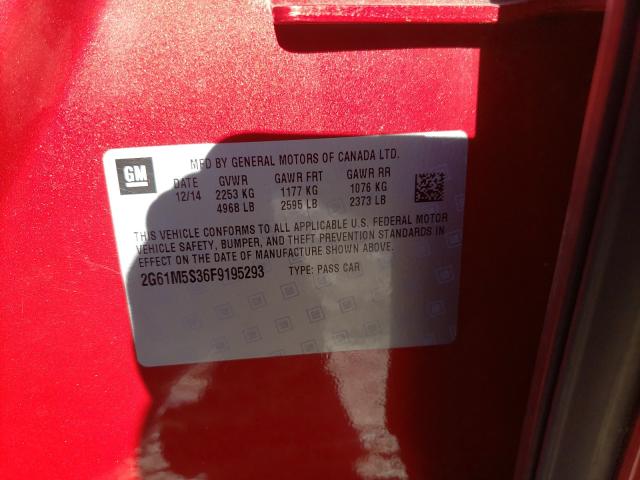 MFD BY GENERAL MOTORS OF CANADA LTD.
GM
DATE GVWR GAWR FRT GAWR RR
12/14 2253 KG 1177 KG 1076 KG
4968 LB 2595 LB 2373 LB
THIS VEHICLE CONFORMS TO ALL APPLICABLE U.S. FEDERAL MOTOR
VEHICLE SAFETY, BUMPER, AND THEFT PREVENTION STANDARDS IN
EFFECT ON THE DATE OF MANUFACTURE SHOWN ABOVE.
2G61M5S36F9195293 TYPE: PASS CAR